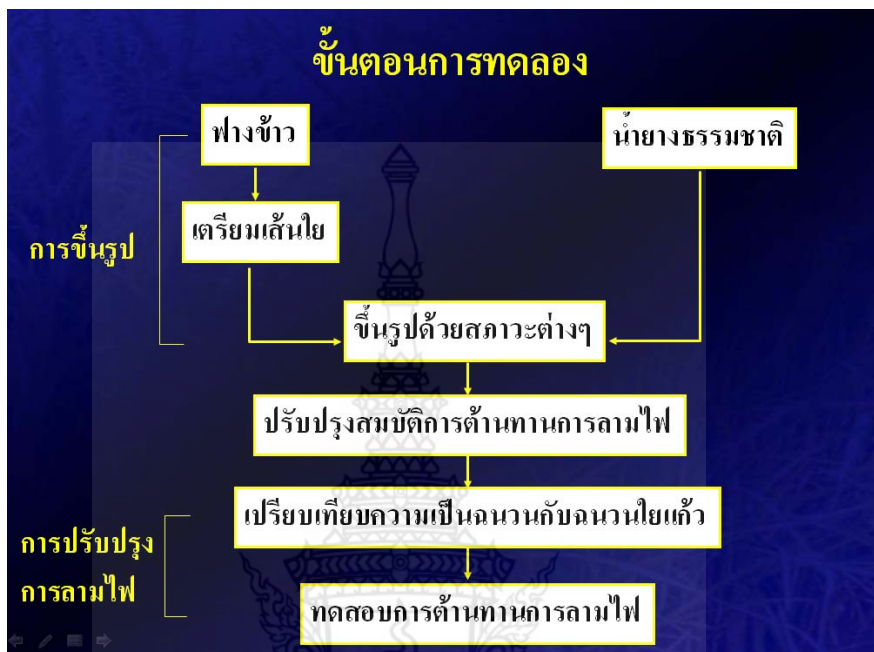 ขั้นตอนการทดลอง
ฟางข้าว
น้ำยางธรรมชาติ
เตรียมเส้นใย
การขึ้นรูป
ขึ้นรูปด้วยสภาวะต่างๆ
ปรับปรุงสมบัติการต้านทานการลามไฟ
เปรียบเทียบความเป็นฉนวนกับฉนวนใยแก้ว
การปรับปรุง
การลามไฟ
ทดสอบการต้านทานการลามไฟ